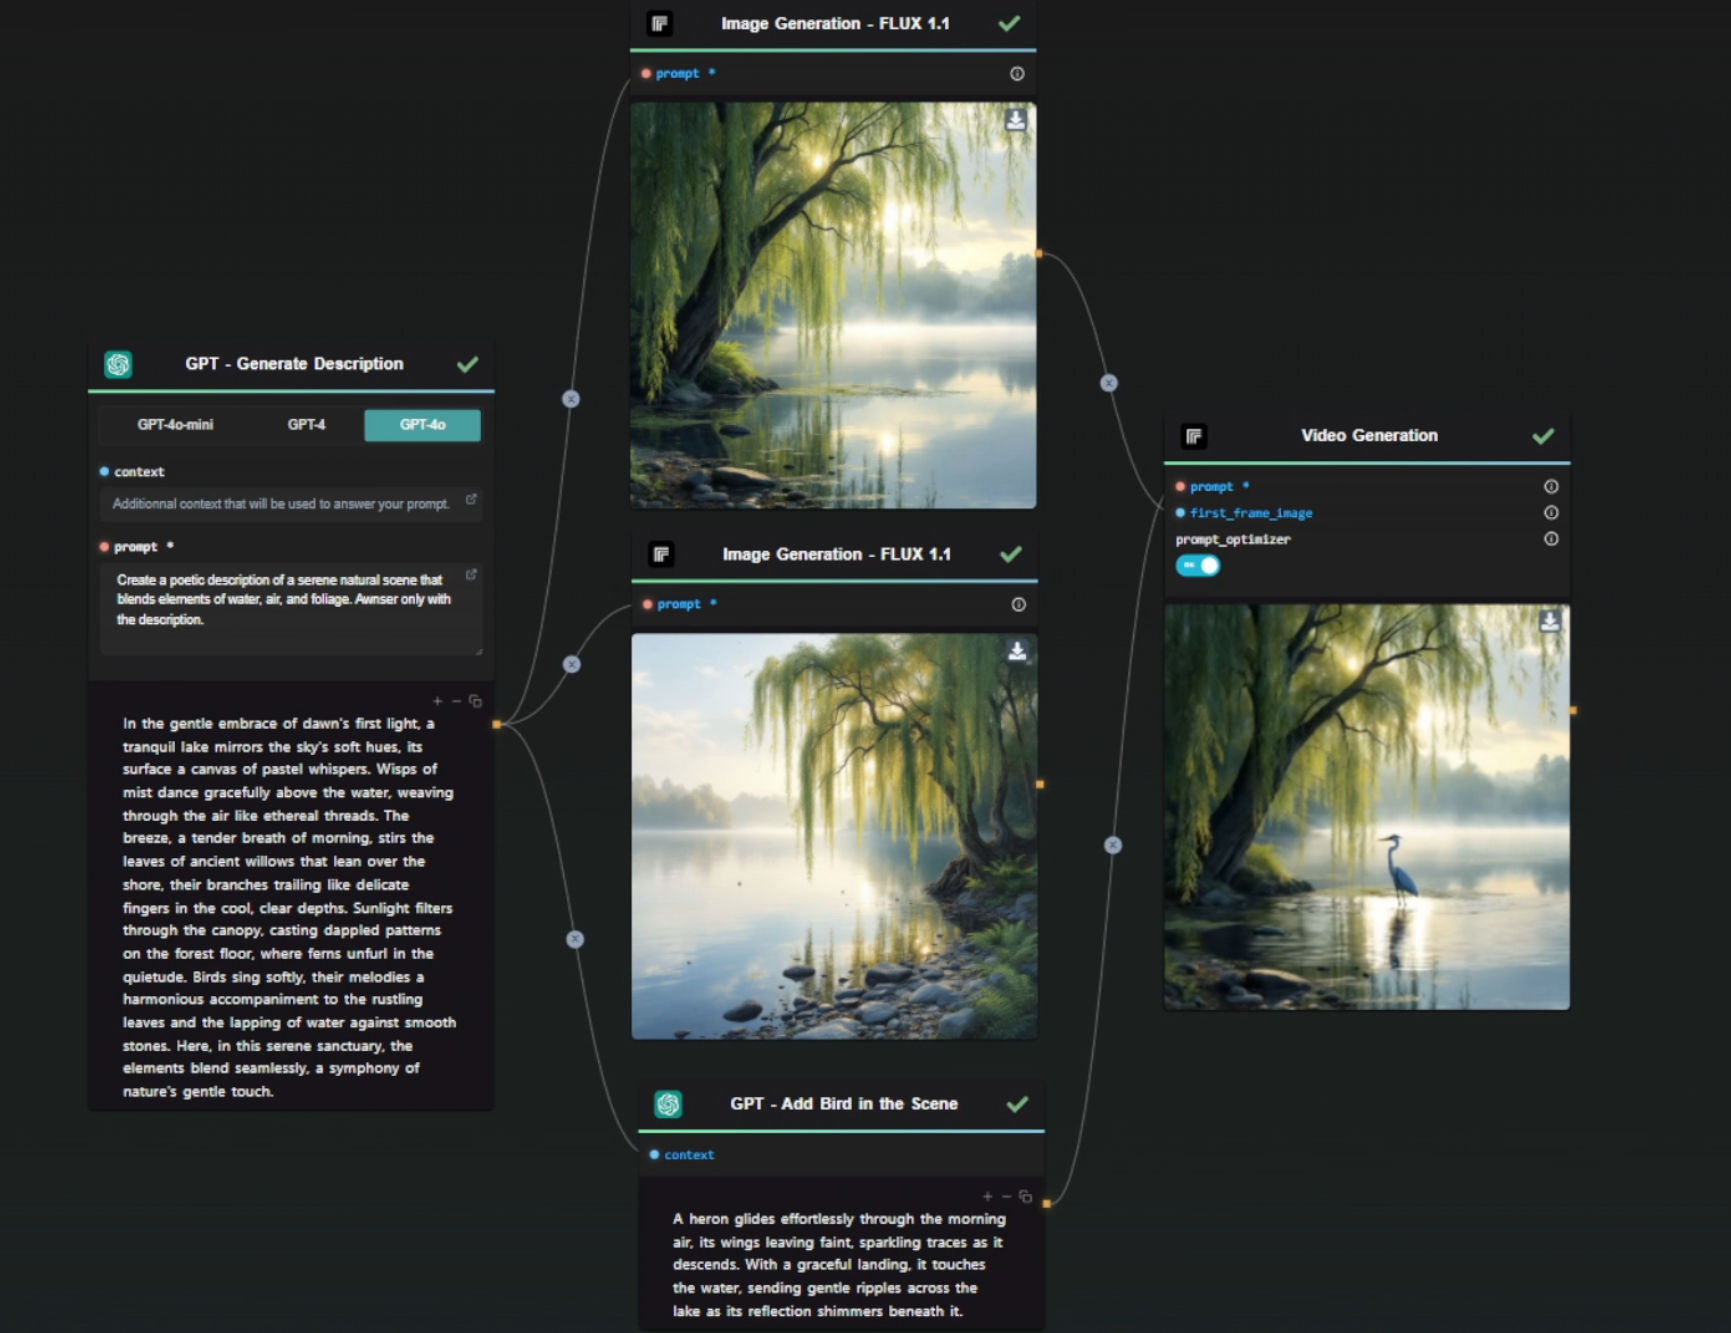 Image Generation - FLUX 1.1
prompt *
GPT - Generate Description
GPT-4o-mini GPT-4 GPT-4o
context
Additionnal context that will be used to answer your prompt.
prompt *
Create a poetic description of a serene natural scene that
blends elements of water, air, and foliage. Awnser only with
the description.
In the gentle embrace of dawn's first light, a
tranquil lake mirrors the sky's soft hues, its
surface a canvas of pastel whispers. Wisps of
mist dance gracefully above the water, weaving
through the air like ethereal threads. The
breeze, a tender breath of morning, stirs the
leaves of ancient willows that lean over the
shore, their branches trailing like delicate
fingers in the cool, clear depths. Sunlight filters
through the canopy, casting dappled patterns
on the forest floor, where ferns unfurl in the
quietude. Birds sing softly, their melodies a
harmonious accompaniment to the rustling
leaves and the lapping of water against smooth
stones. Here, in this serene sanctuary, the
elements blend seamlessly, a symphony of
nature's gentle touch.
Image Generation - FLUX 1.1
prompt *
GPT - Add Bird in the Scene
context
A heron glides effortlessly through the morning
air, its wings leaving faint, sparkling traces as it
descends. With a graceful landing, it touches
the water, sending gentle ripples across the
lake as its reflection shimmers beneath it.
Video Generation
prompt *
first_frame_image
prompt_optimizer
ON